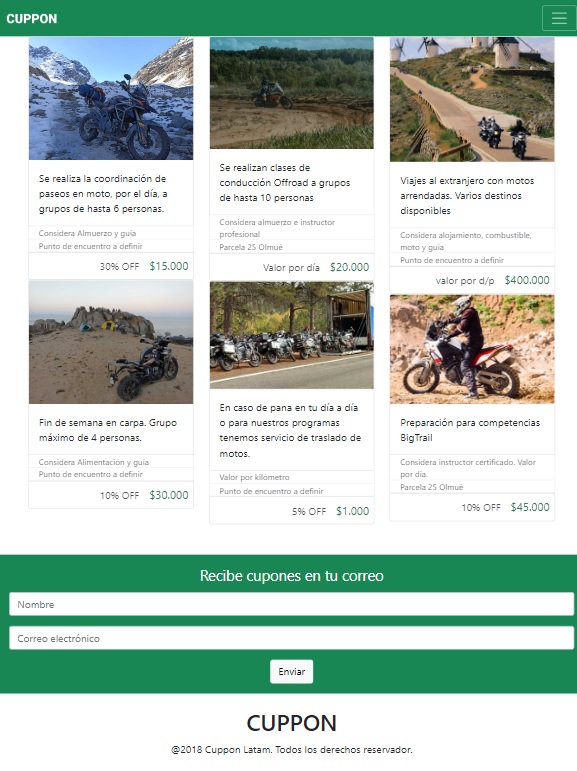 CUPPON
Se realiza la coordinación de
paseos en moto, por el día, a
grupos de hasta 6 personas.
Considera Almuerzo y guía
Punto de encuentro a definir
30% OFF $15.000
Se realizan clases de
conducción Offroad a grupos
de hasta 10 personas
Considera almuerzo e instructor
profesional
Parcela 25 Olmué
Valor por día $20.000
Viajes al extranjero con motos
arrendadas. Varios destinos
disponibles
Considera alojamiento, combustible,
moto y guia
Punto de encuentro a definir
valor por d/p $400.000
Fin de semana en carpa. Grupo
máximo de 4 personas.
Considera Alimentación y guía
Punto de encuentro a definir
10% OFF $30.000
En caso de pana en tu día a día
o para nuestros programas
tenemos servicio de traslado de
motos.
Valor por kilómetro
Punto de encuentro a definir
5% OFF $1.000
Preparación para competencias
BigTrail
Considera instructor certificado. Valor
por día.
Parcela 25 Olmué
10% OFF $45.000
Recibe cupones en tu correo
Nombre
Correo electrónico
Enviar
CUPPON
@2018 Cuppon Latam. Todos los derechos reservador.